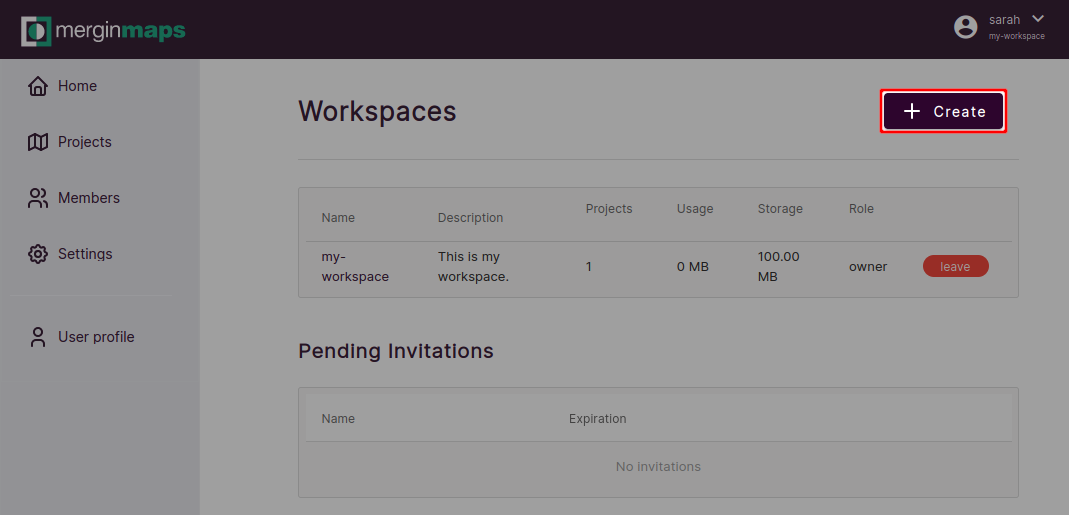 merginmaps
sarah
my-workspace
Home
Projects
Members
Settings
User profile
Workspaces
Create
Name Description Projects Usage Storage Role
my-workspace This is my workspace. 1 0 MB 100.00 MB owner leave
Pending Invitations
Name Expiration
No invitations